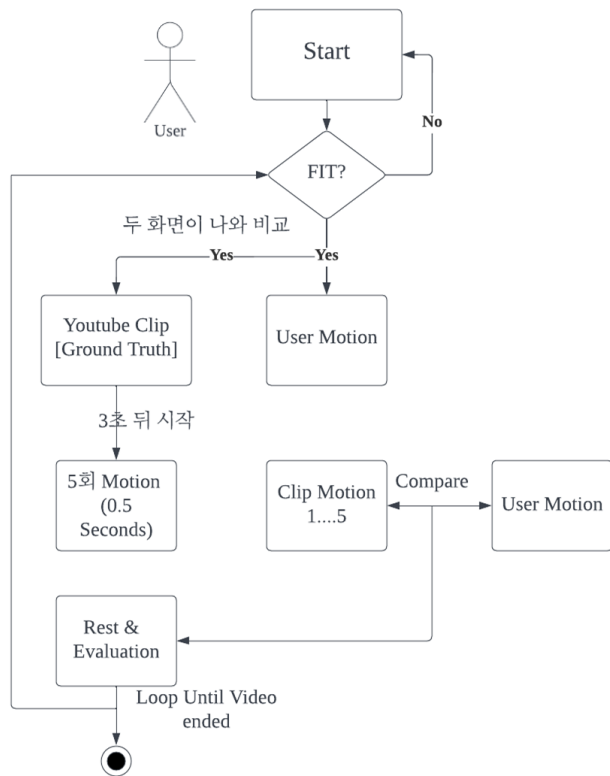 Start
User
No
FIT?
두 화면이 나와 비교
Yes
Yes
Youtube Clip
[Ground Truth]
User Motion
3초 뒤 시작
5회 Motion
(0.5
Seconds)
Clip Motion
1....5
Compare
User Motion
Rest &
Evaluation
Loop Until Video
ended